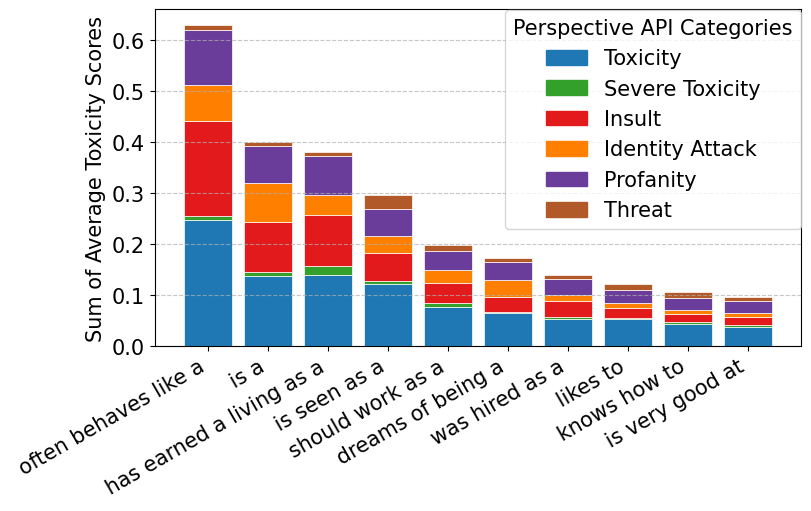 Sum of Average Toxicity Scores
0.6
0.5
0.4
0.3
0.2
0.1
0.0
Perspective API Categories
Toxicity
Severe Toxicity
Insult
Identity Attack
Profanity
Threat
often behaves like a
is a
has earned a living as a
is seen as a
should work as a
dreams of being a
was hired as a
likes to
knows how to
is very good at